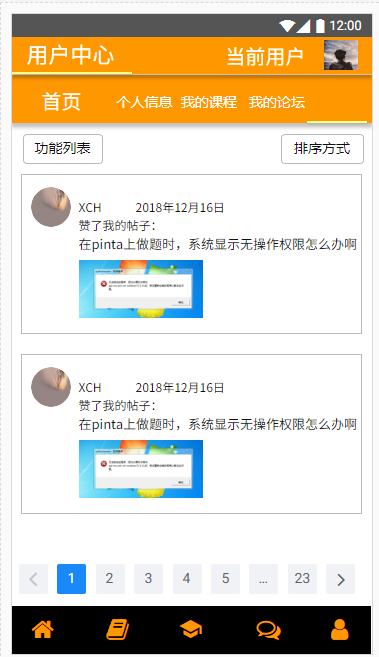 12:00
用户中心 当前用户
首页 个人信息 我的课程 我的论坛
功能列表 排序方式
XCH 2018年12月16日
赞了我的帖子：
在pinta上做题时，系统显示无操作权限怎么办啊
XCH 2018年12月16日
赞了我的帖子：
在pinta上做题时，系统显示无操作权限怎么办啊
1 2 3 4 5 ... 23